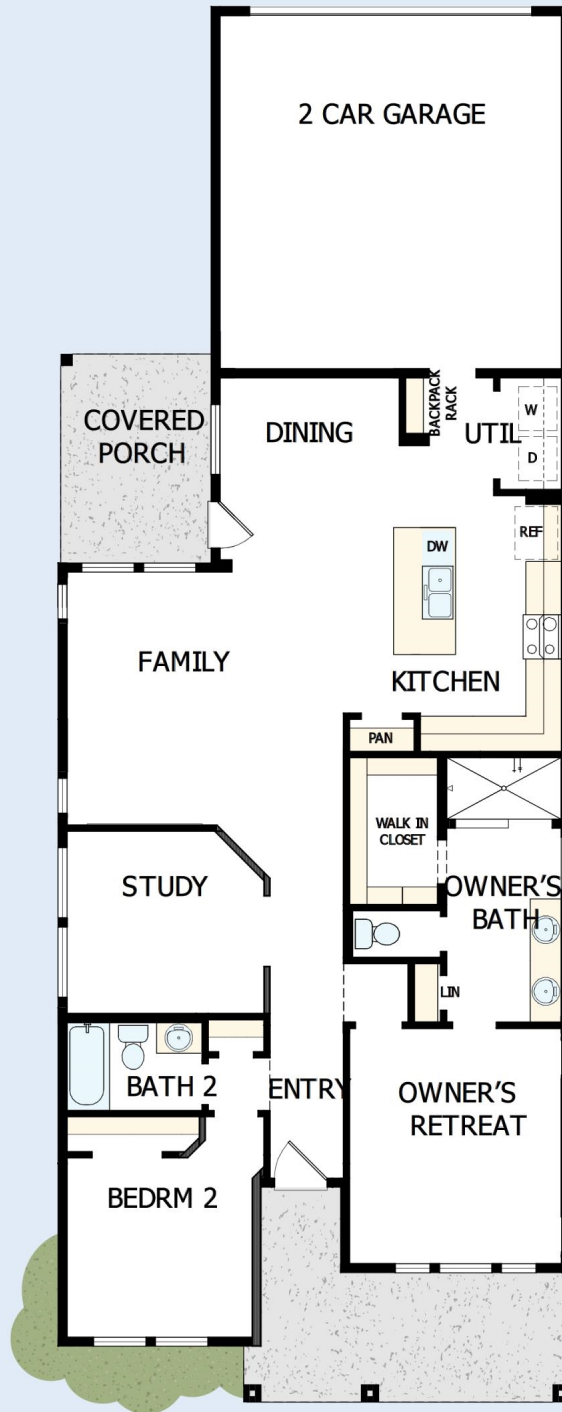 2 CAR GARAGE
COVERED
PORCH
DINING
BACKPACK
RACK
UTIL
W
D
REF
DW
FAMILY
KITCHEN
PAN
WALK IN
CLOSET
STUDY
OWNER'S
BATH
LIN
BATH 2
ENTRY
OWNER'S
RETREAT
BEDRM 2